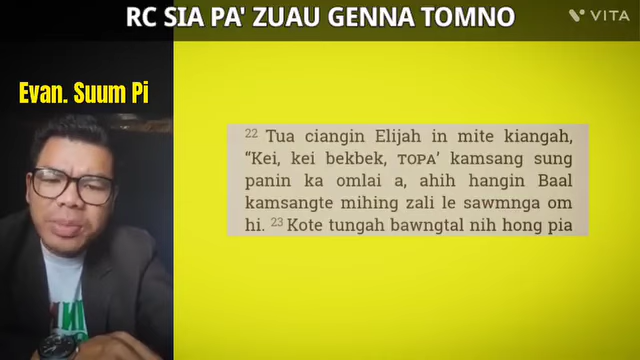 RC SIA PA' ZUAU GENNA TOMNO
VITA
Evan. Suum Pi
22 Tua ciangin Elijah in mite kiangah,
“Kei, kei bekbek, TOPA’ kamsang sung
panin ka omlai a, ahih hangin Baal
kamsangte mihing zali le sawmnga om
hi. 23 Kote tungah bawngtal nih hong pia